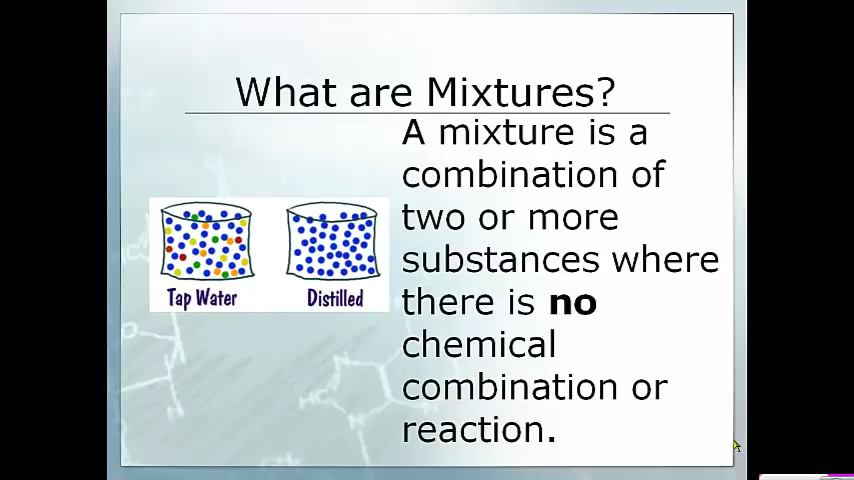 What are Mixtures?
A mixture is a
combination of
two or more
substances where
there is no
chemical
combination or
reaction.
Tap Water
Distilled